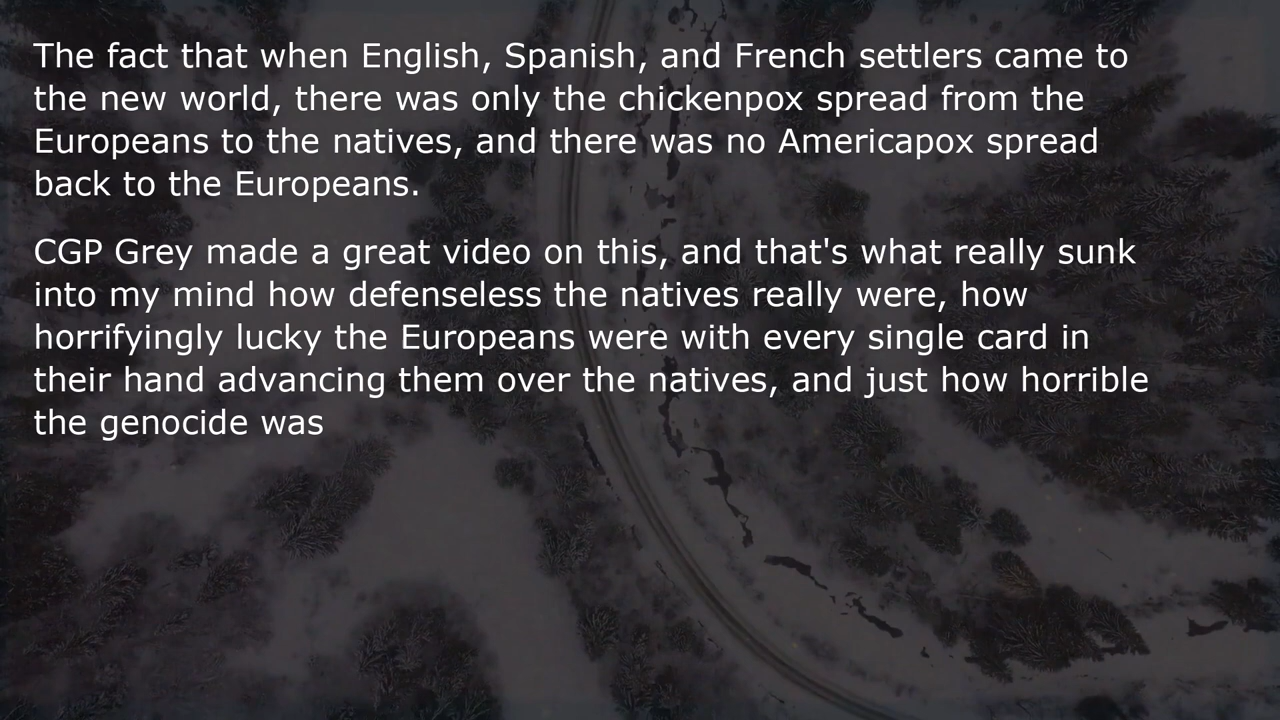 The fact that when English, Spanish, and French settlers came to
the new world, there was only the chickenpox spread from the
Europeans to the natives, and there was no Americapox spread
back to the Europeans.
CGP Grey made a great video on this, and that's what really sunk
into my mind how defenseless the natives really were, how
horrifyingly lucky the Europeans were with every single card in
their hand advancing them over the natives, and just how horrible
the genocide was